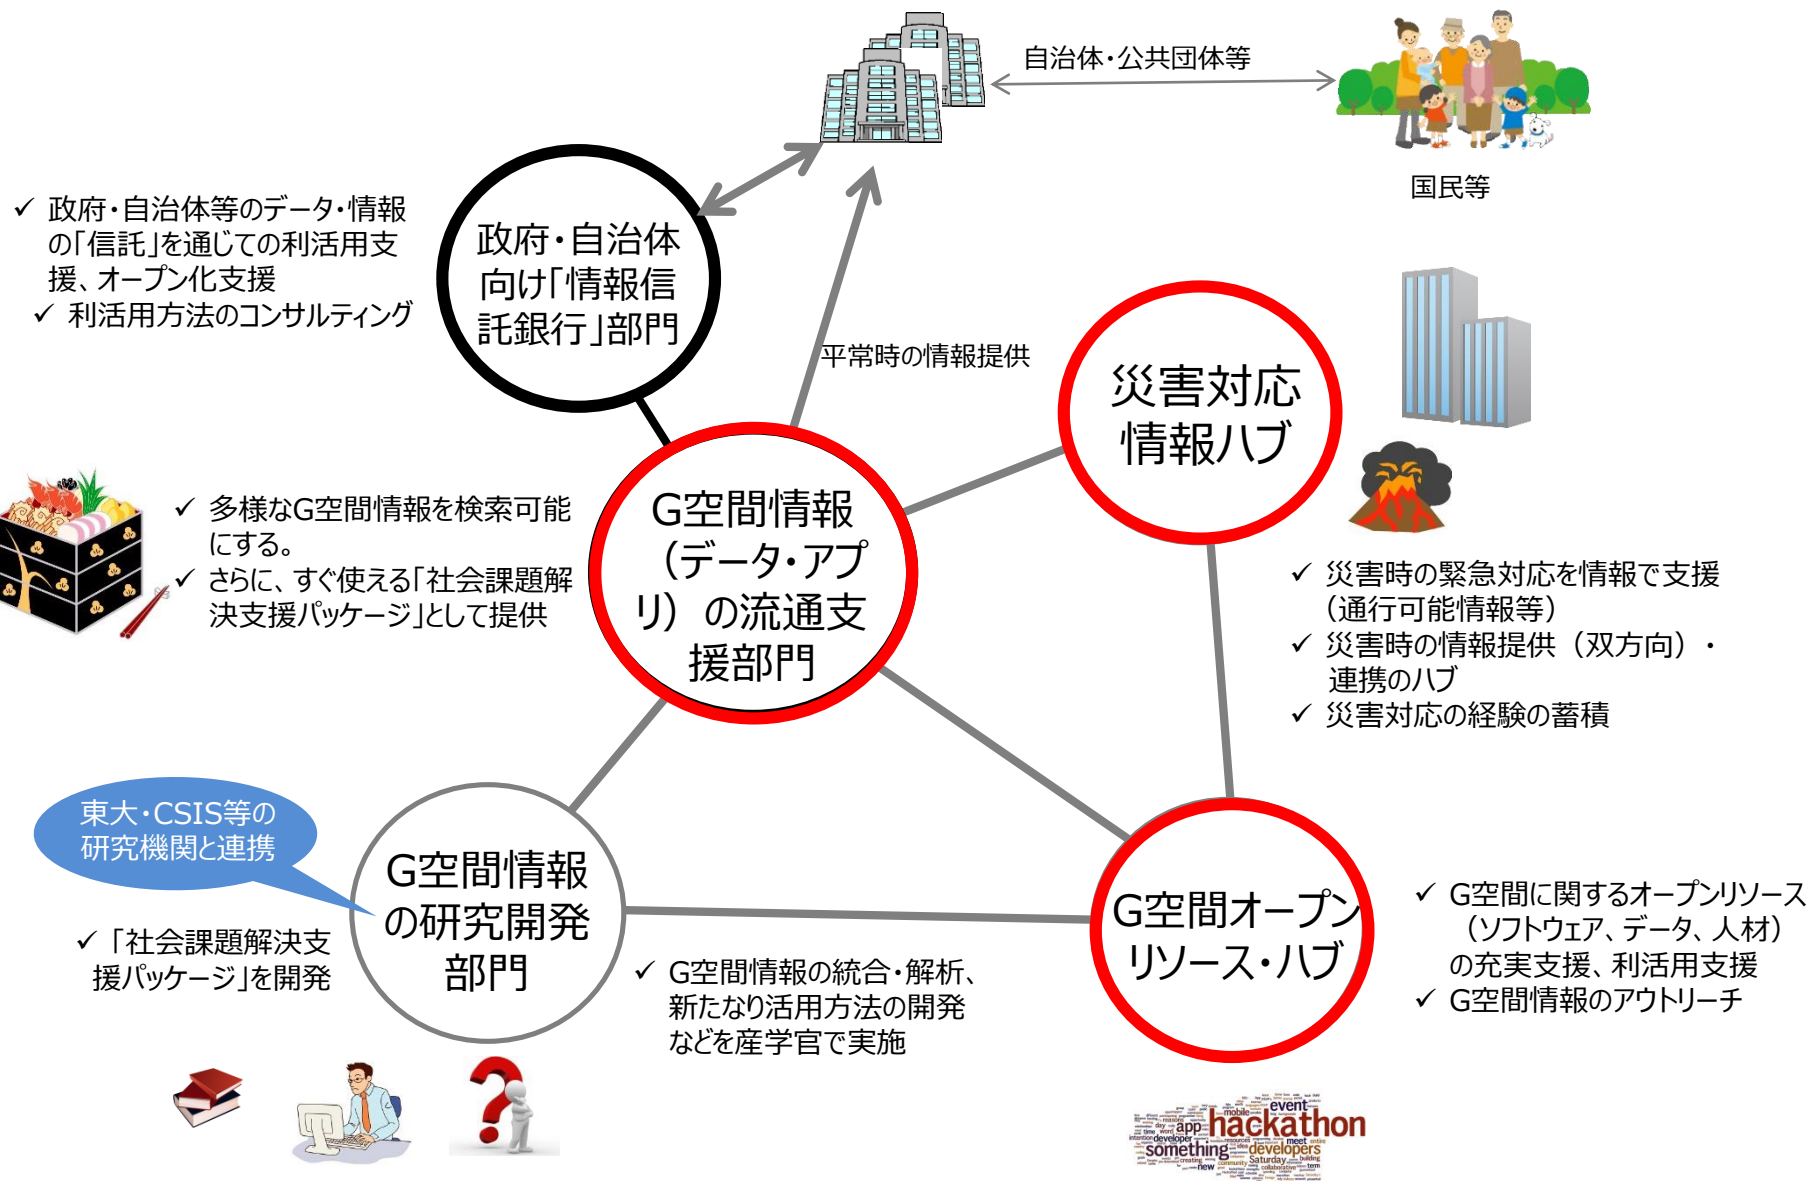 自治体・公共団体等
国民等
✓ 政府・自治体等のデータ・情報
の「信託」を通じての利活用支
援、オープン化支援
✓ 利活用方法のコンサルティング
政府・自治体
向け「情報信
託銀行」部門
平常時の情報提供
災害対応
情報ハブ
✓ 多様なG空間情報を検索可能
にする。
✓ さらに、すぐ使える「社会課題解
決支援パッケージ」として提供
G空間情報
（データ・アプ
リ）の流通支
援部門
✓ 災害時の緊急対応を情報で支援
（通行可能情報等）
✓ 災害時の情報提供（双方向）・
連携のハブ
✓ 災害対応の経験の蓄積
東大・CSIS等の
研究機関と連携
G空間情報
の研究開発
部門
✓ 「社会課題解決支
援パッケージ」を開発
✓ G空間情報の統合・解析、
新たなり活用方法の開発
などを産学官で実施
G空間オープン
リソース・ハブ
✓ G空間に関するオープンリソース
（ソフトウェア、データ、人材）
の充実支援、利活用支援
✓ G空間情報のアウトリーチ
event
mobile
app hackathon
developer
meet
something developers
Saturday
building
new community collaborative term